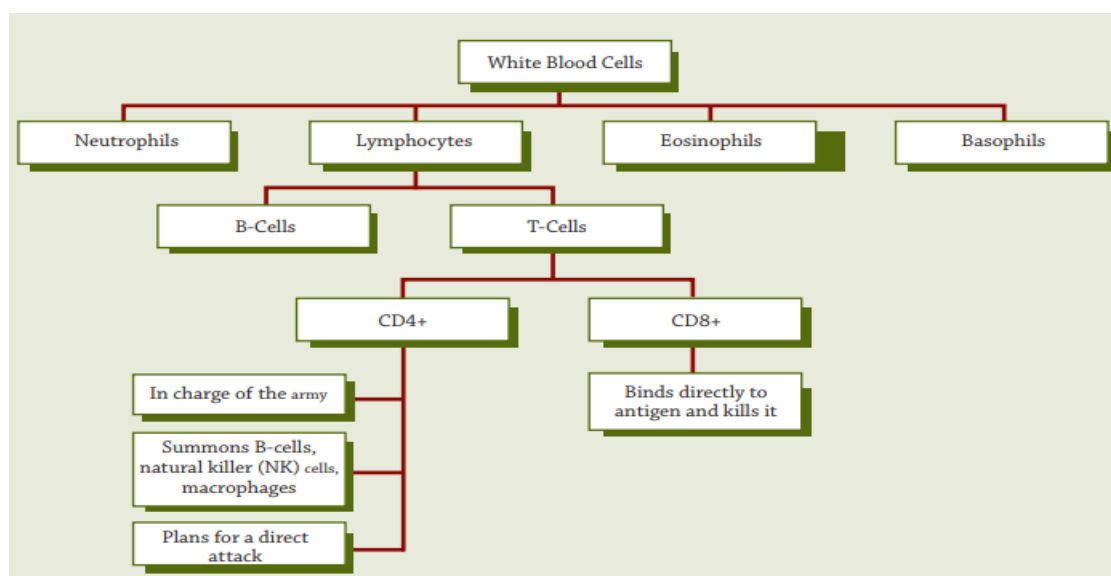 White Blood Cells
Neutrophils
Lymphocytes
Eosinophils
Basophils
B-Cells
T-Cells
CD4+
CD8+
In charge of the army
Binds directly to
antigen and kills it
Summons B-cells,
natural killer (NK) cells,
macrophages
Plans for a direct
attack